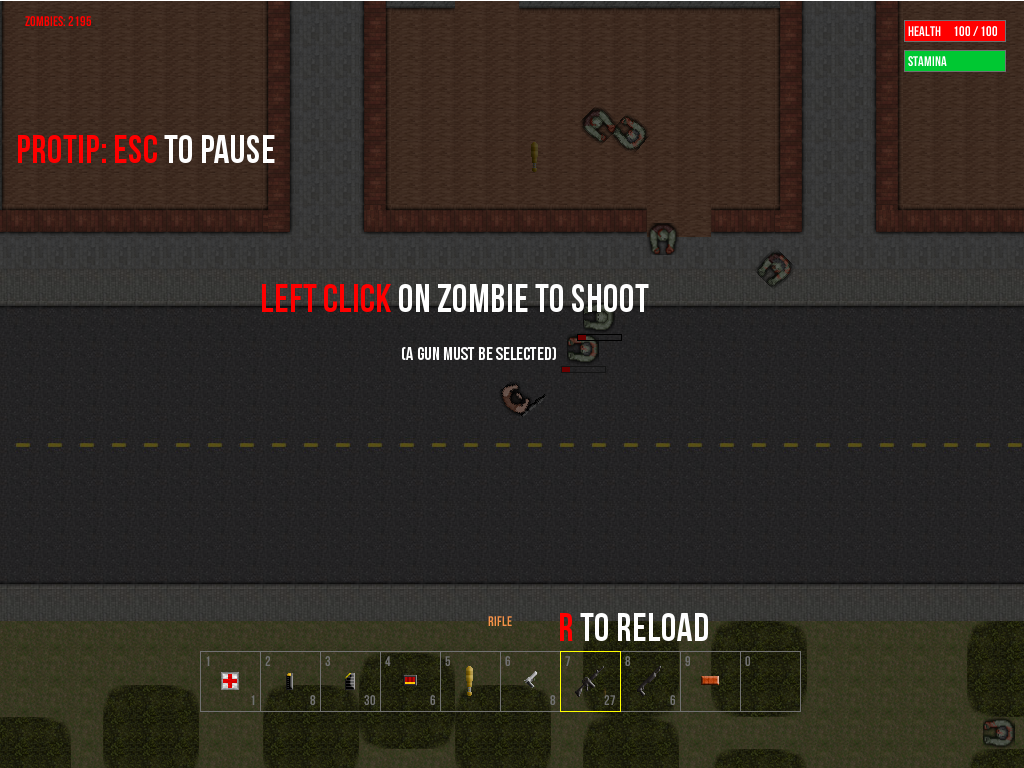 ZOMBIES: 2195
HEALTH 100 / 100
STAMINA
PROTIP: ESC TO PAUSE
LEFT CLICK ON ZOMBIE TO SHOOT
(A GUN MUST BE SELECTED)
RIFLE
R TO RELOAD
1 2 3 4 5 6 7 8 9 0
1 8 30 6 8 27 6